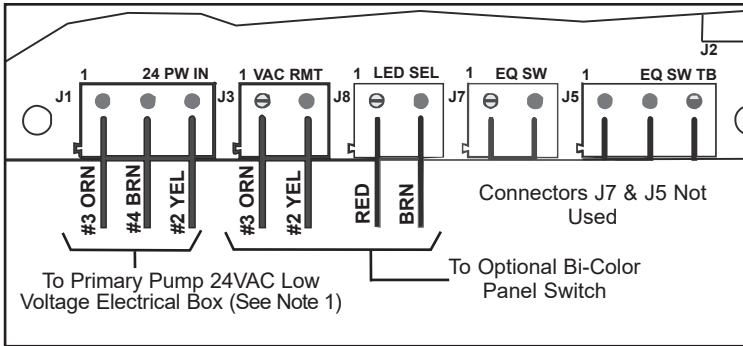 J2
1 24 PW IN
1 VAC RMT
1 LED SEL
1 EQ SW
1 EQ SW TB
J1
J3
J8
J7
J5
#3 ORN
#4 BRN
#2 YEL
#3 ORN
#2 YEL
RED
BRN
Connectors J7 & J5 Not
Used
To Primary Pump 24VAC Low
Voltage Electrical Box (See Note 1)
To Optional Bi-Color
Panel Switch